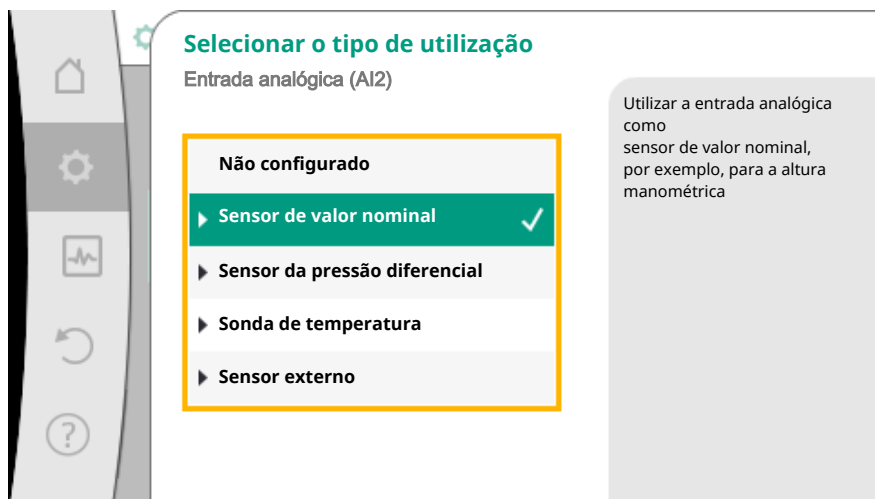 Selecionar o tipo de utilização
Entrada analógica (AI2)
Não configurado
Sensor de valor nominal
Sensor da pressão diferencial
Sonda de temperatura
Sensor externo
Utilizar a entrada analógica
como
sensor de valor nominal,
por exemplo, para a altura
manométrica
?